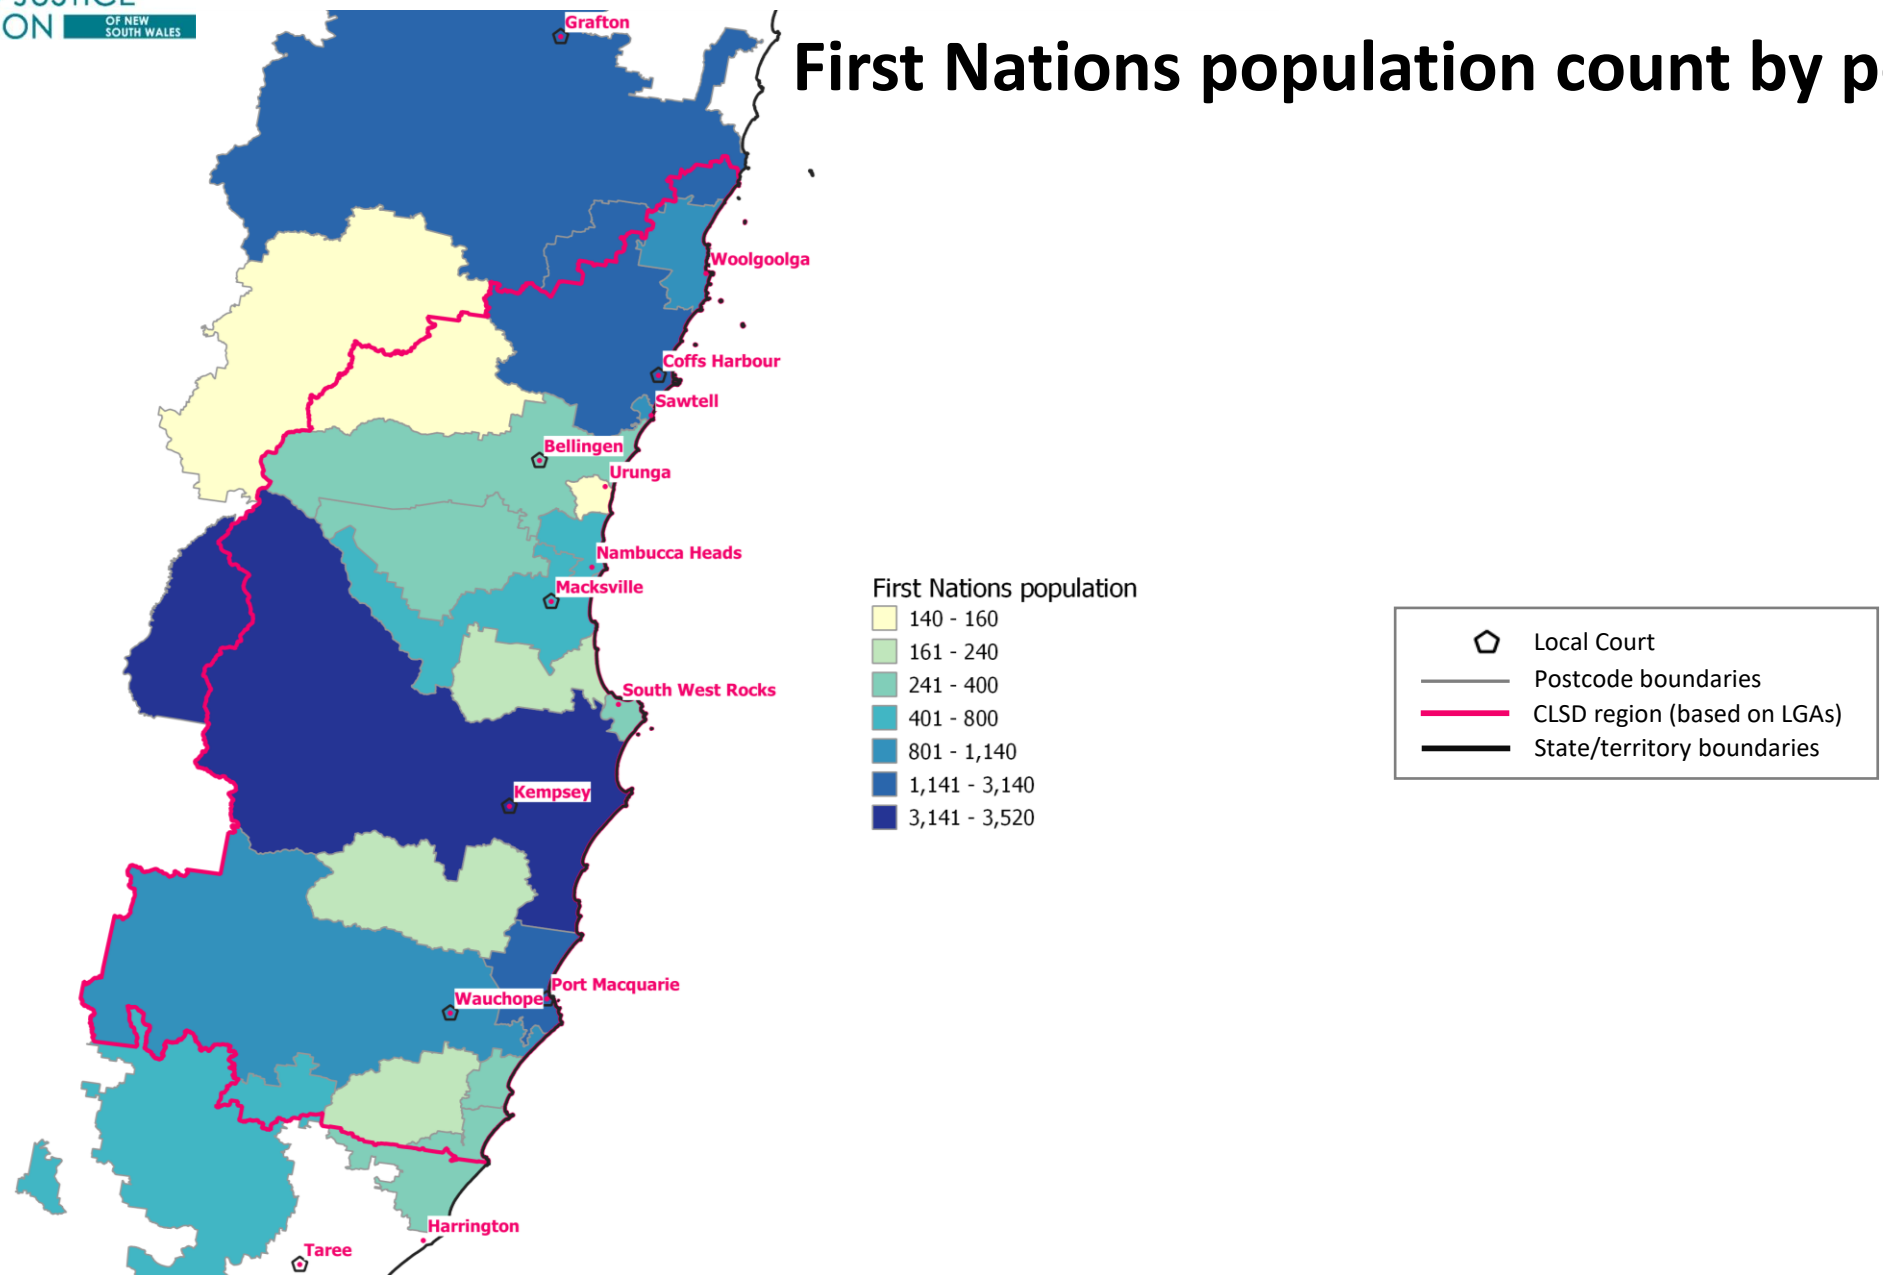 JUSTICE
ON
OF NEW
SOUTH WALES
First Nations population count by p
Grafton
Woolgoolga
Coffs Harbour
Sawtell
Bellingen
Urunga
Nambucca Heads
Macksville
South West Rocks
Kempsey
Port Macquarie
Wauchope
Harrington
Taree
First Nations population
140 - 160
161 - 240
241 - 400
401 - 800
801 - 1,140
1,141 - 3,140
3,141 - 3,520
Local Court
Postcode boundaries
CLSD region (based on LGAs)
State/territory boundaries